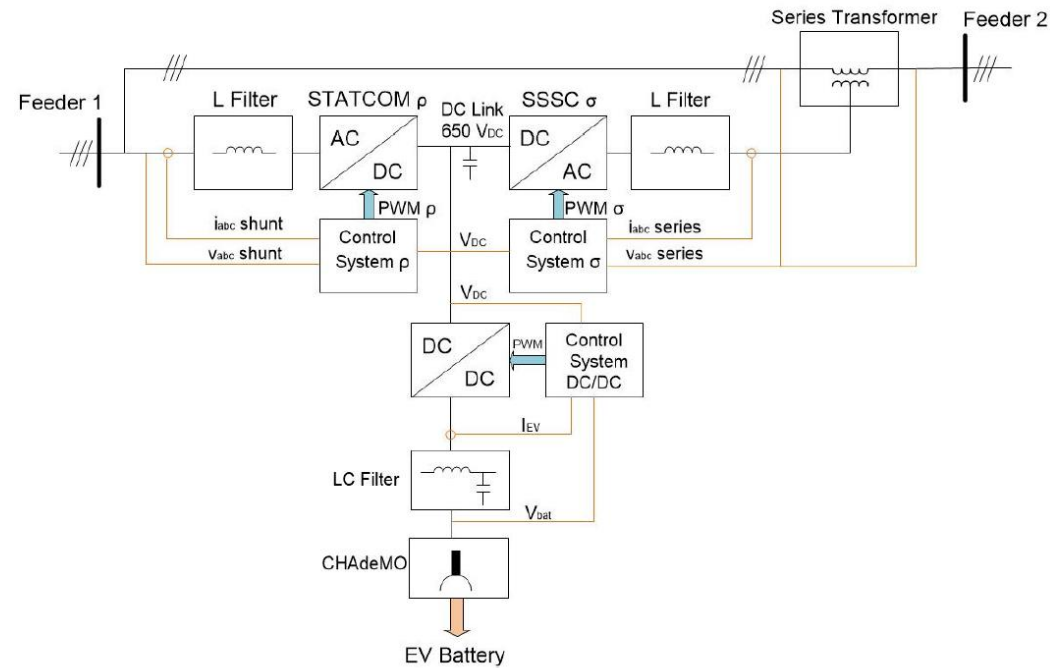 Series Transformer
Feeder 2
Feeder 1
L Filter
STATCOM ρ
DC Link
650 VDC
SSSC σ
L Filter
AC
DC
DC
AC
PWM ρ
PWM σ
iabc shunt
vabc shunt
Control
System ρ
VDC
Control
System σ
iabc series
vabc series
VDC
DC
DC
PWM
Control
System
DC/DC
IEV
LC Filter
Vbat
CHAdeMO
EV Battery